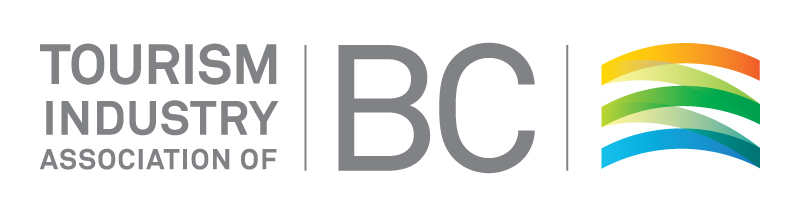 TOURISM
INDUSTRY
ASSOCIATION OF
BC